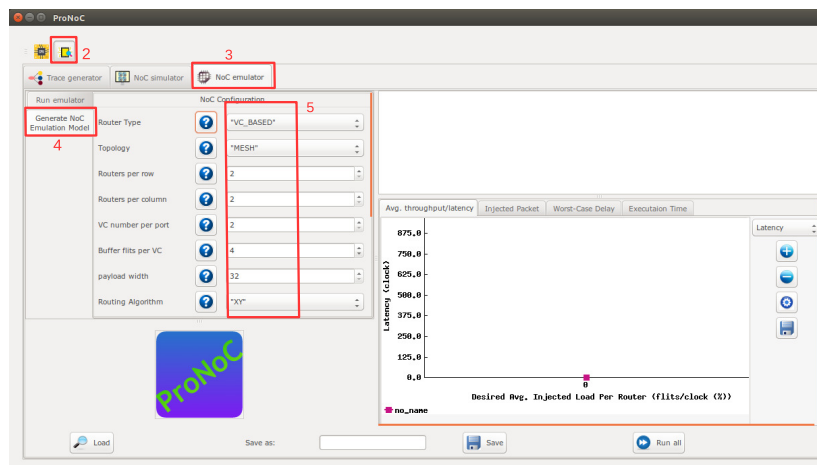 ProNoC
2
3
Trace generator
NoC simulator
NoC emulator
Run emulator
NoC Configuration
5
Generate NoC
Emulation Model
4
Router Type
"VC_BASED"
Topology
"MESH"
Routers per row
2
Routers per column
2
VC number per port
2
Buffer flits per VC
4
payload width
32
Routing Algorithm
"XY"
Avg. throughput/latency
Injected Packet
Worst-Case Delay
Executaion Time
Latency
875,0
750,0
625,0
500,0
375,0
250,0
125,0
0,0
Latency (clock)
0
Desired Avg. Injected Load Per Router (flits/clock (%))
no_name
ProNoC
Load
Save as:
Save
Run all